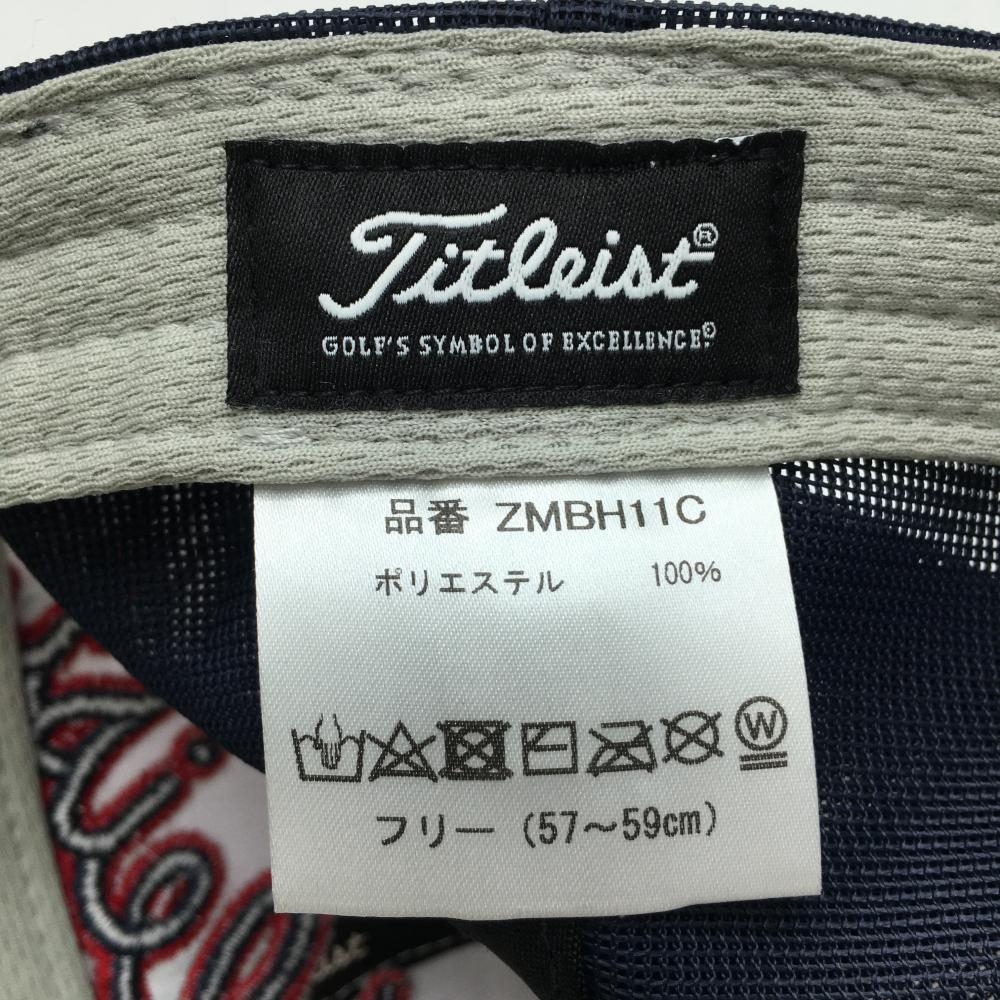 Titleist®
GOLF'S SYMBOL OF EXCELLENCE®
品番 ZMBH11C
ポリエステル 100%
W
フリー (57～59cm)
ist